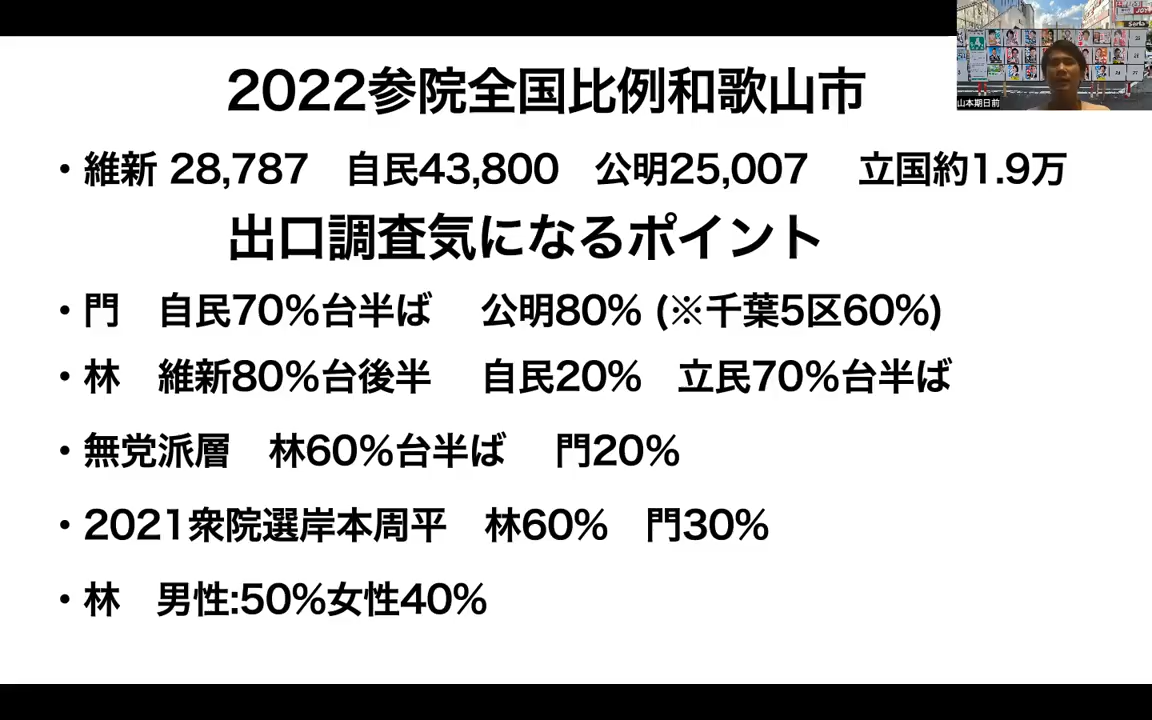 2022参院全国比例和歌山市
・維新 28,787　自民43,800　公明25,007　立国約1.9万
出口調査気になるポイント
・門　自民70%台半ば　公明80% (※千葉5区60%)
・林　維新80%台後半　自民20%　立民70%台半ば
・無党派層　林60%台半ば　門20%
・2021衆院選岸本周平　林60%　門30%
・林　男性:50%女性40%
山本期日前